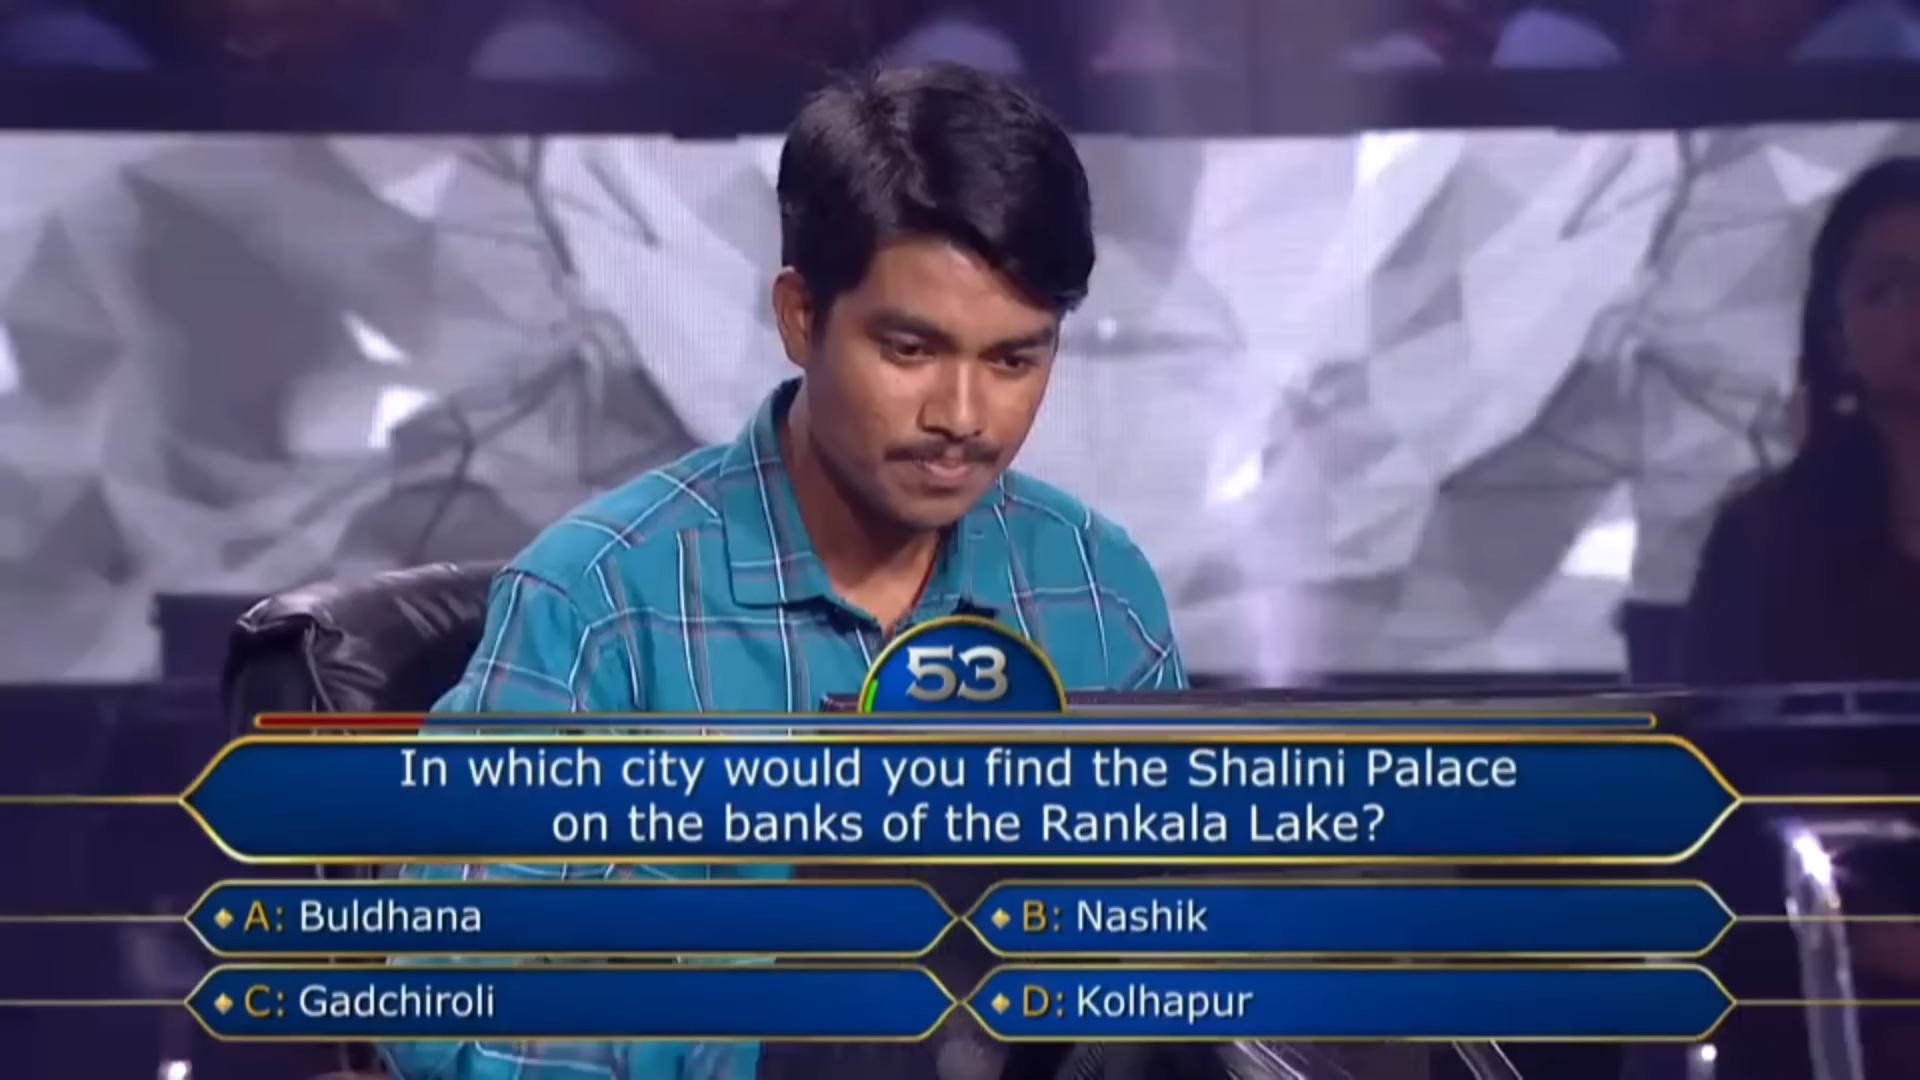 53
In which city would you find the Shalini Palace
on the banks of the Rankala Lake?
A: Buldhana
B: Nashik
C: Gadchiroli
D: Kolhapur